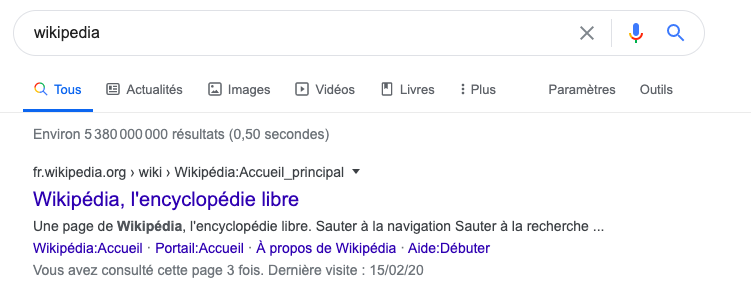 wikipedia
Tous Actualités Images Vidéos Livres Plus Paramètres Outils
Environ 5 380 000 000 résultats (0,50 secondes)
fr.wikipedia.org › wiki › Wikipédia:Accueil_principal
Wikipédia, l'encyclopédie libre
Une page de Wikipédia, l'encyclopédie libre. Sauter à la navigation Sauter à la recherche ...
Wikipédia:Accueil · Portail:Accueil · À propos de Wikipédia · Aide:Débuter
Vous avez consulté cette page 3 fois. Dernière visite : 15/02/20